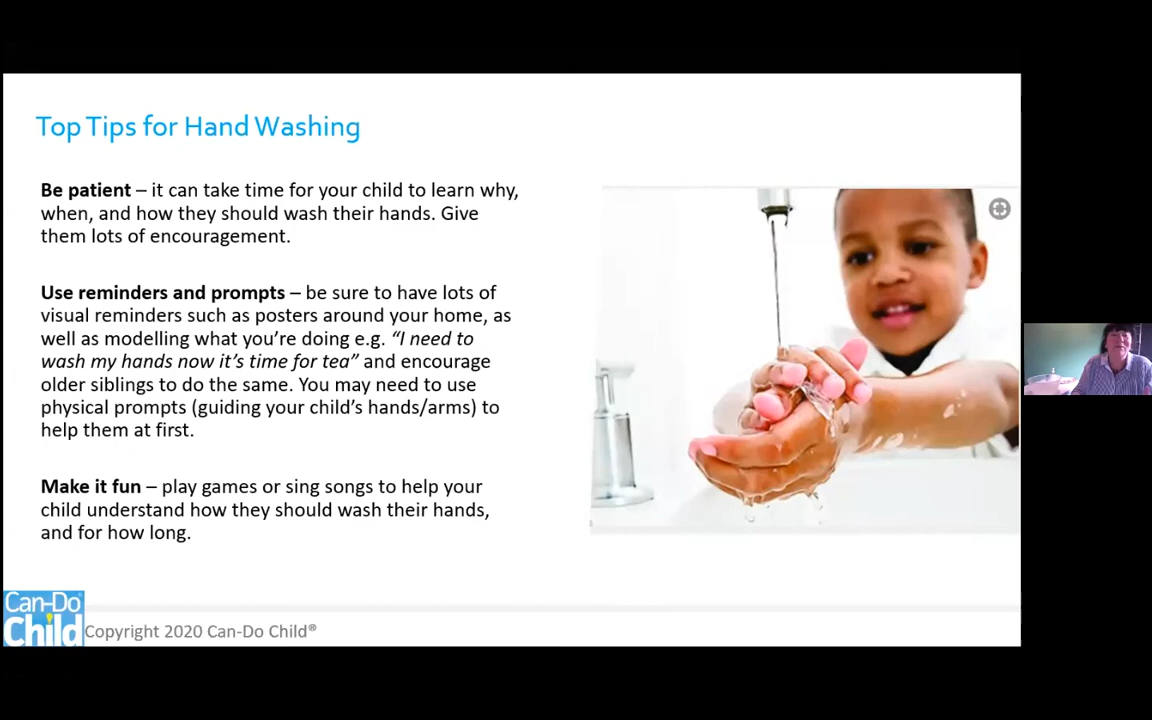 Top Tips for Hand Washing
Be patient – it can take time for your child to learn why,
when, and how they should wash their hands. Give
them lots of encouragement.
Use reminders and prompts – be sure to have lots of
visual reminders such as posters around your home, as
well as modelling what you're doing e.g. “I need to
wash my hands now it's time for tea” and encourage
older siblings to do the same. You may need to use
physical prompts (guiding your child's hands/arms) to
help them at first.
Make it fun – play games or sing songs to help your
child understand how they should wash their hands,
and for how long.
Can-Do
Child
Copyright 2020 Can-Do Child®